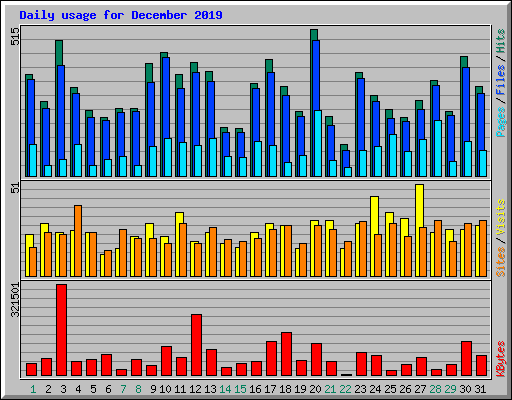 Daily usage for December 2019
515
Pages / Files / Hits
51
Sites / Visits
321501
KBytes
1 2 3 4 5 6 7 8 9 10 11 12 13 14 15 16 17 18 19 20 21 22 23 24 25 26 27 28 29 30 31